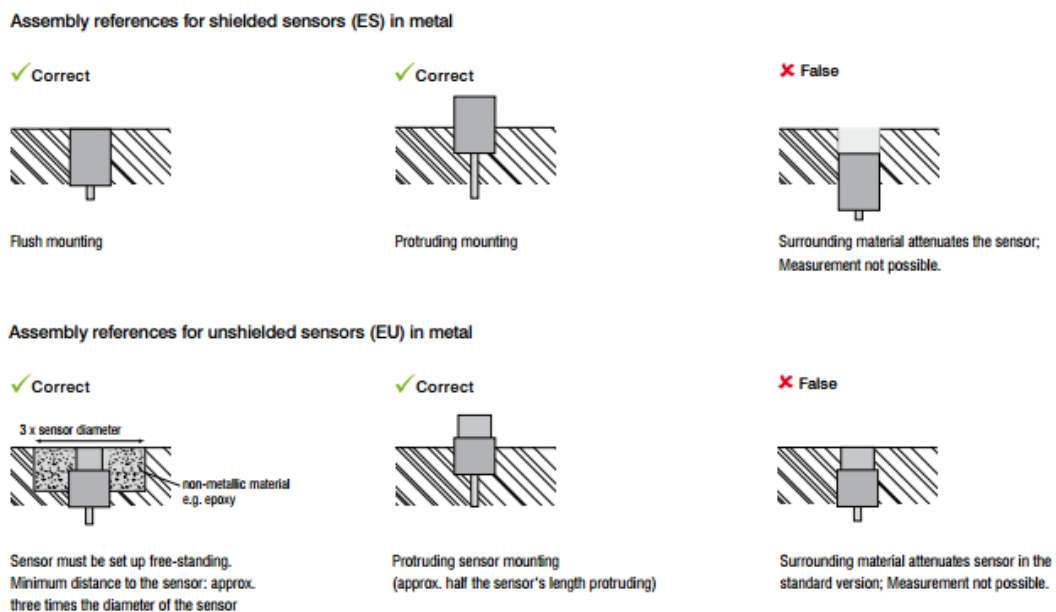 Assembly references for shielded sensors (ES) in metal
Correct
Correct
False
Flush mounting
Protruding mounting
Surrounding material attenuates the sensor;
Measurement not possible.
Assembly references for unshielded sensors (EU) in metal
Correct
Correct
False
3 x sensor diameter
non-metallic material
e.g. epoxy
Sensor must be set up free-standing.
Minimum distance to the sensor: approx.
three times the diameter of the sensor
Protruding sensor mounting
(approx. half the sensor's length protruding)
Surrounding material attenuates sensor in the
standard version; Measurement not possible.